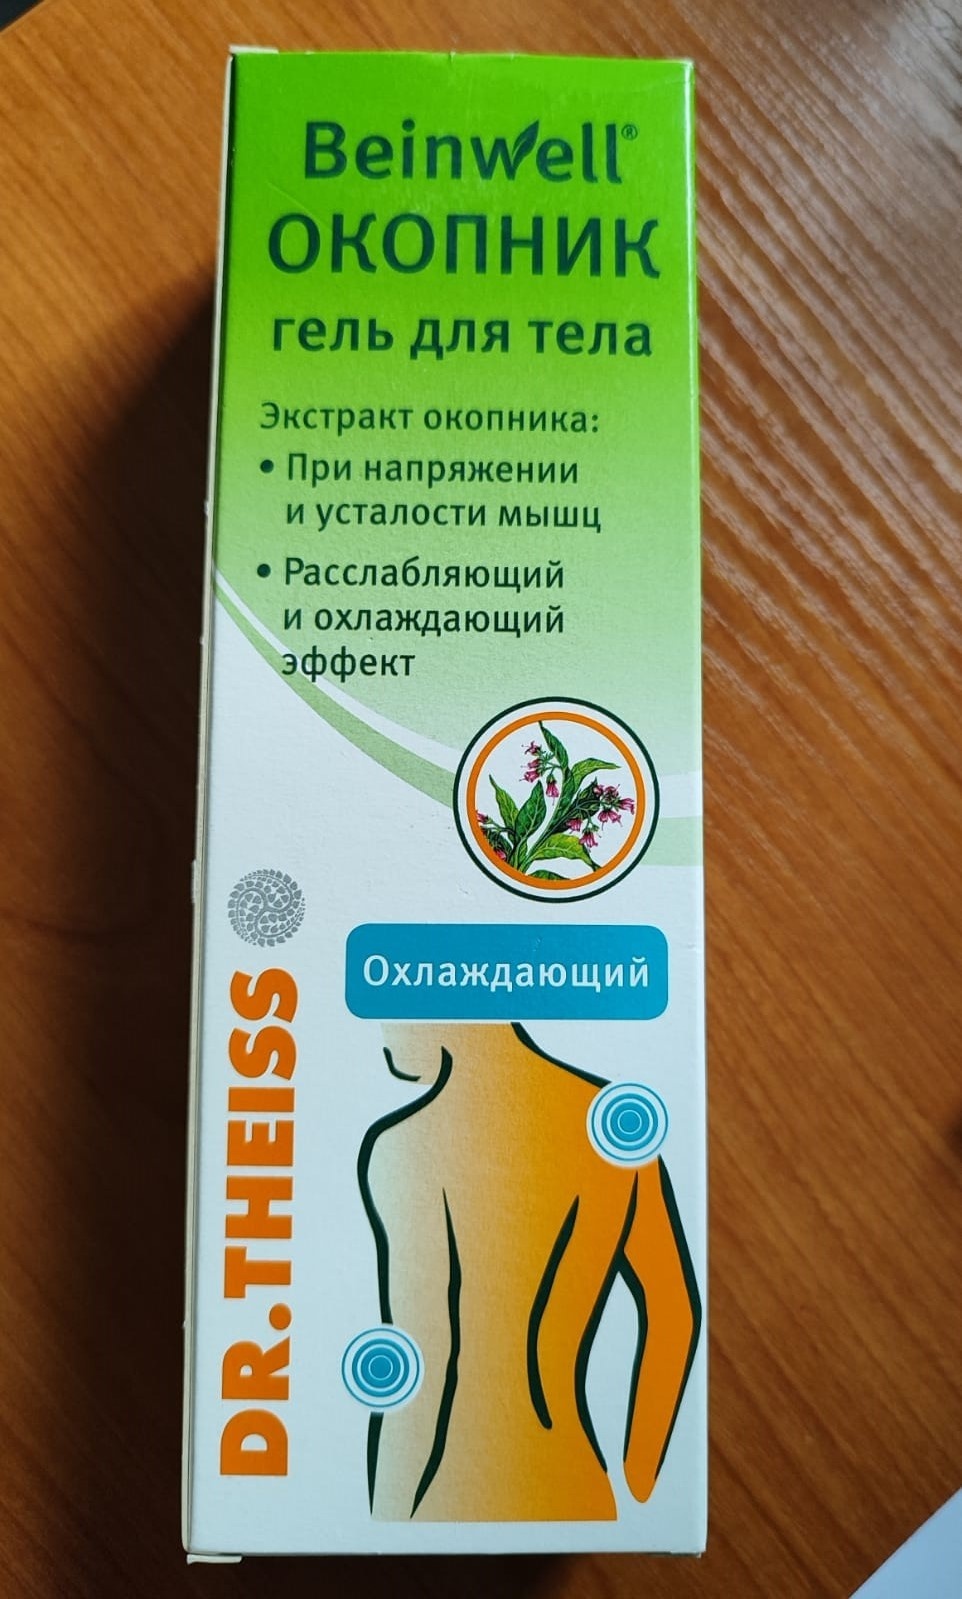 Beinwell®
ОКОПНИК
гель для тела
Экстракт окопника:
• При напряжении
и усталости мышц
• Расслабляющий
и охлаждающий
эффект
Охлаждающий
DR.THEISS